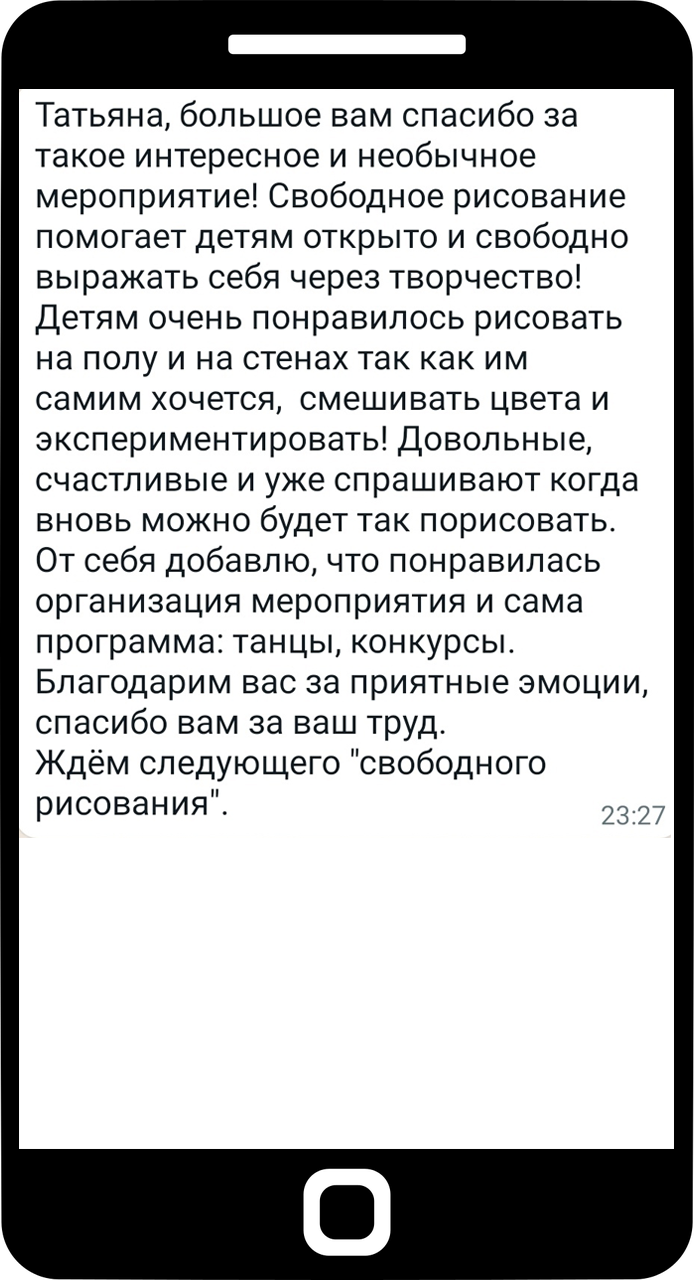 Татьяна, большое вам спасибо за
такое интересное и необычное
мероприятие! Свободное рисование
помогает детям открыто и свободно
выражать себя через творчество!
Детям очень понравилось рисовать
на полу и на стенах так как им
самим хочется,  смешивать цвета и
экспериментировать! Довольные,
счастливые и уже спрашивают когда
вновь можно будет так порисовать.
От себя добавлю, что понравилась
организация мероприятия и сама
программа: танцы, конкурсы.
Благодарим вас за приятные эмоции,
спасибо вам за ваш труд.
Ждём следующего "свободного
рисования".
23:27